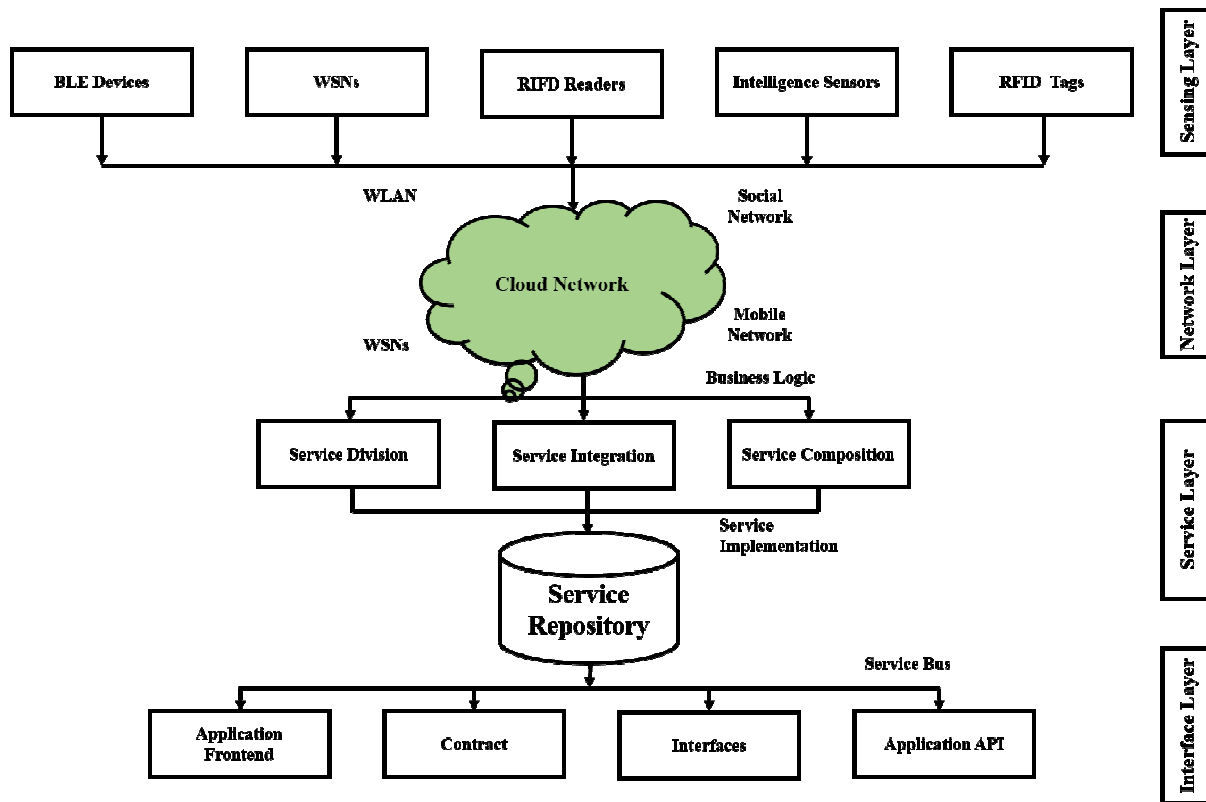 BLE Devices
WSNs
RIFD Readers
Intelligence Sensors
RFID Tags
Sensing Layer
WLAN
Social
Network
Cloud Network
Network Layer
WSNs
Mobile
Network
Business Logic
Service Division
Service Integration
Service Composition
Service Layer
Service
Implementation
Service
Repository
Service Bus
Application
Frontend
Contract
Interfaces
Application API
Interface Layer